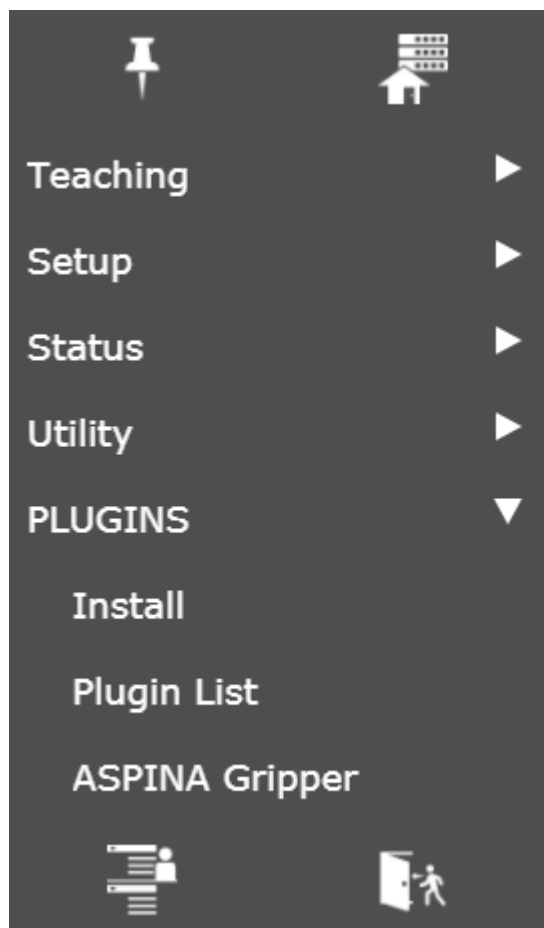 Teaching
Setup
Status
Utility
PLUGINS
Install
Plugin List
ASPINA Gripper